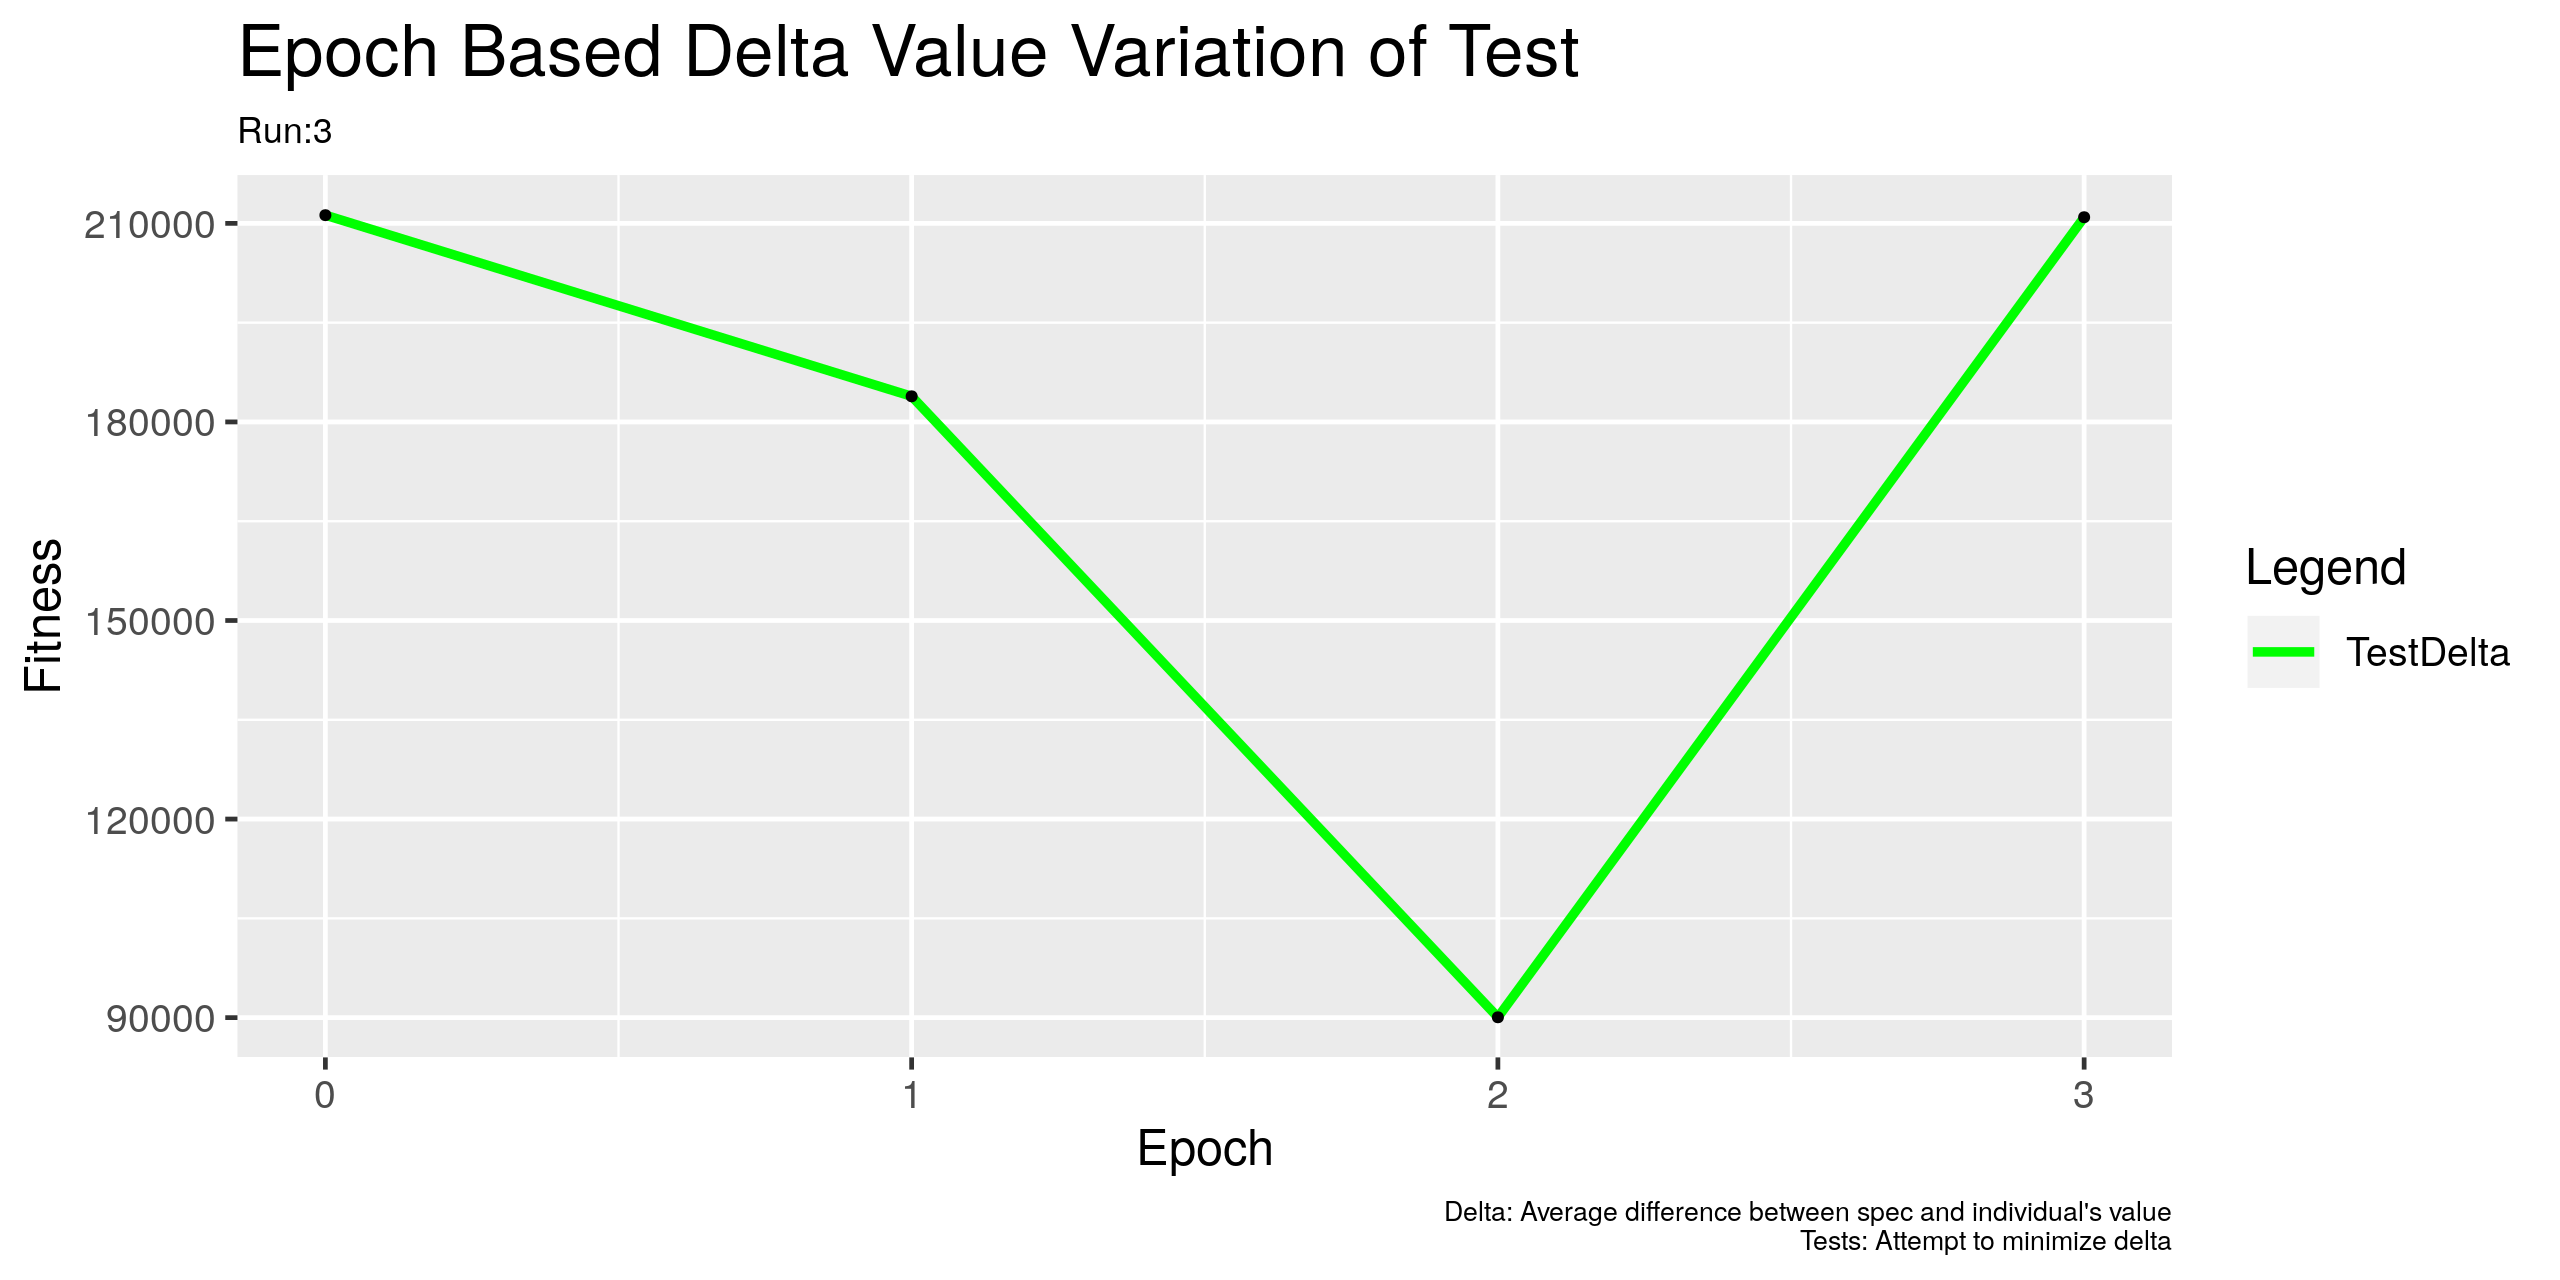 Epoch Based Delta Value Variation of Test
Run:3
Fitness
210000
180000
150000
120000
90000
0 1 2 3
Epoch
Legend
TestDelta
Delta: Average difference between spec and individual's value
Tests: Attempt to minimize delta